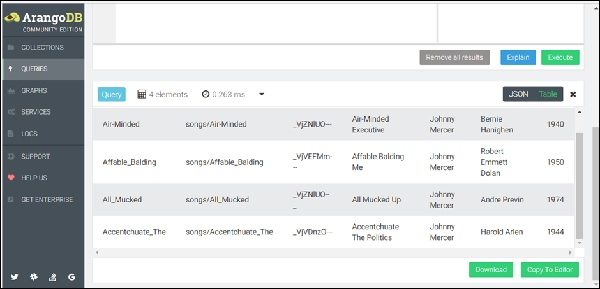 ArangoDB
COMMUNITY EDITION
COLLECTIONS
QUERIES
GRAPHS
SERVICES
LOGS
SUPPORT
HELP US
GET ENTERPRISE
Remove all results Explain Execute
Query 4 elements 0.263 ms JSON Table
Air-Minded songs/Air-Minded Air-Minded Executive Johnny Mercer Bernie Hanighen 1940
Affable_Balding songs/Affable_Balding Affable Balding Me Johnny Mercer Robert Emmett Dolan 1950
All_Mucked songs/All_Mucked All Mucked Up Johnny Mercer Andre Previn 1974
Accentchuate_The songs/Accentchuate_The Accentchuate The Politics Johnny Mercer Harold Arlen 1944
Download Copy To Editor